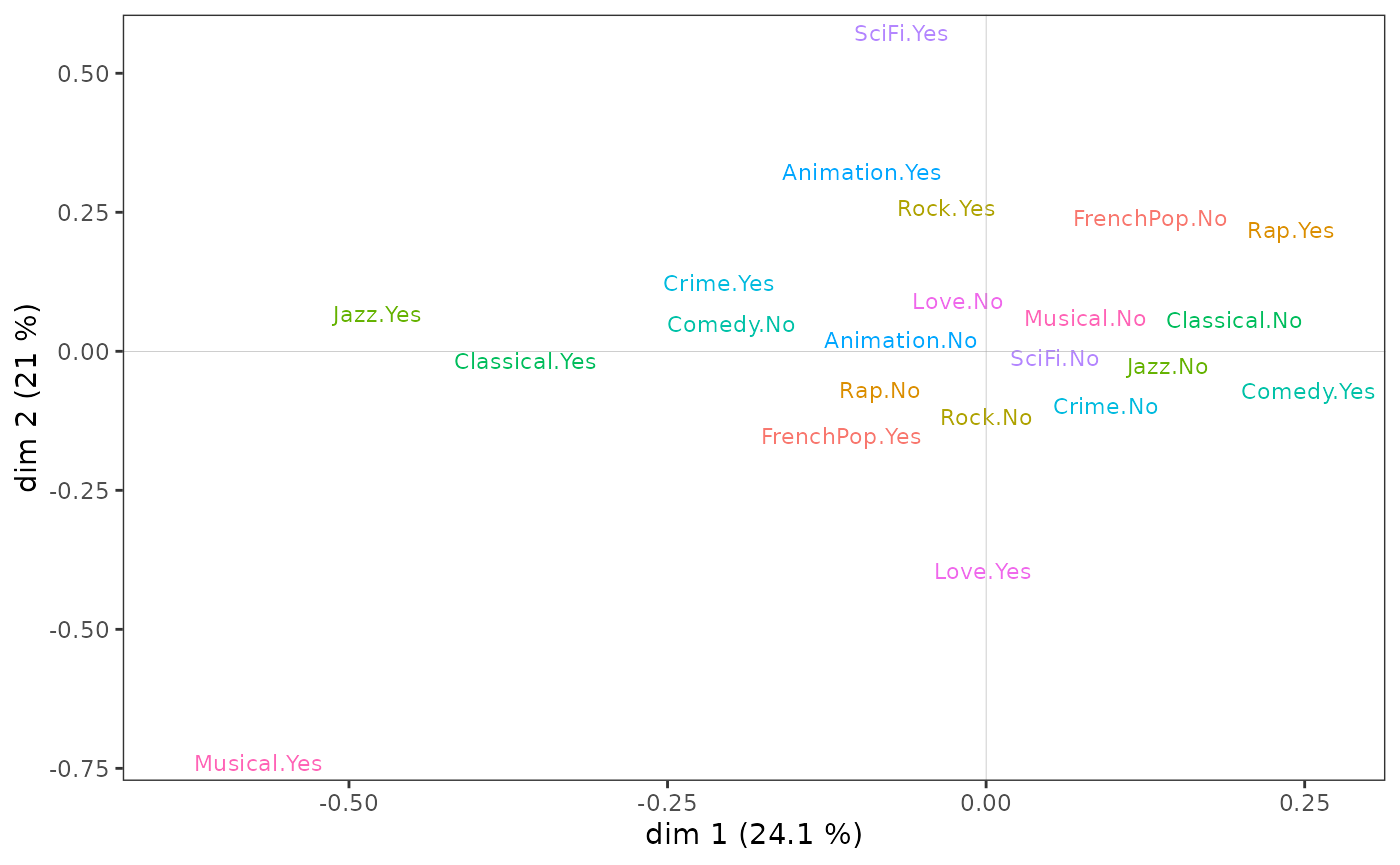 SciFi.Yes
0.50
Animation.Yes
Rock.Yes
0.25
FrenchPop.No
Rap.Yes
Crime.Yes
Love.No
Jazz.Yes
Musical.No
Classical.No
Comedy.No
Animation.No
0.00
SciFi.No
Classical.Yes
Jazz.No
Rap.No
Comedy.Yes
Crime.No
Rock.No
FrenchPop.Yes
-0.25
Love.Yes
-0.50
Musical.Yes
-0.75
dim 2 (21 %)
-0.50 -0.25 0.00 0.25
dim 1 (24.1 %)